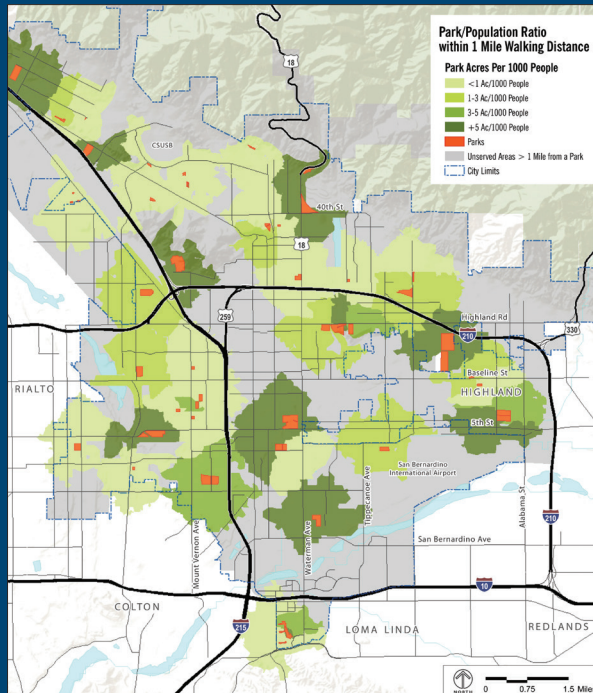 Park/Population Ratio
within 1 Mile Walking Distance
Park Acres Per 1000 People
<1 Ac/1000 People
1-3 Ac/1000 People
3-5 Ac/1000 People
+5 Ac/1000 People
Parks
Unserved Areas > 1 Mile from a Park
City Limits
18
CSUSB
40th St
18
259
Highland Rd
330
210
Baseline St
RIALTO
HIGHLAND
5th St
San Bernardino
International Airport
Mount Vernon Ave
Waterman Ave
Tippecanoe Ave
Alabama St
210
San Bernardino Ave
10
COLTON
215
LOMA LINDA
REDLANDS
NORTH
0 0.75 1.5 Miles